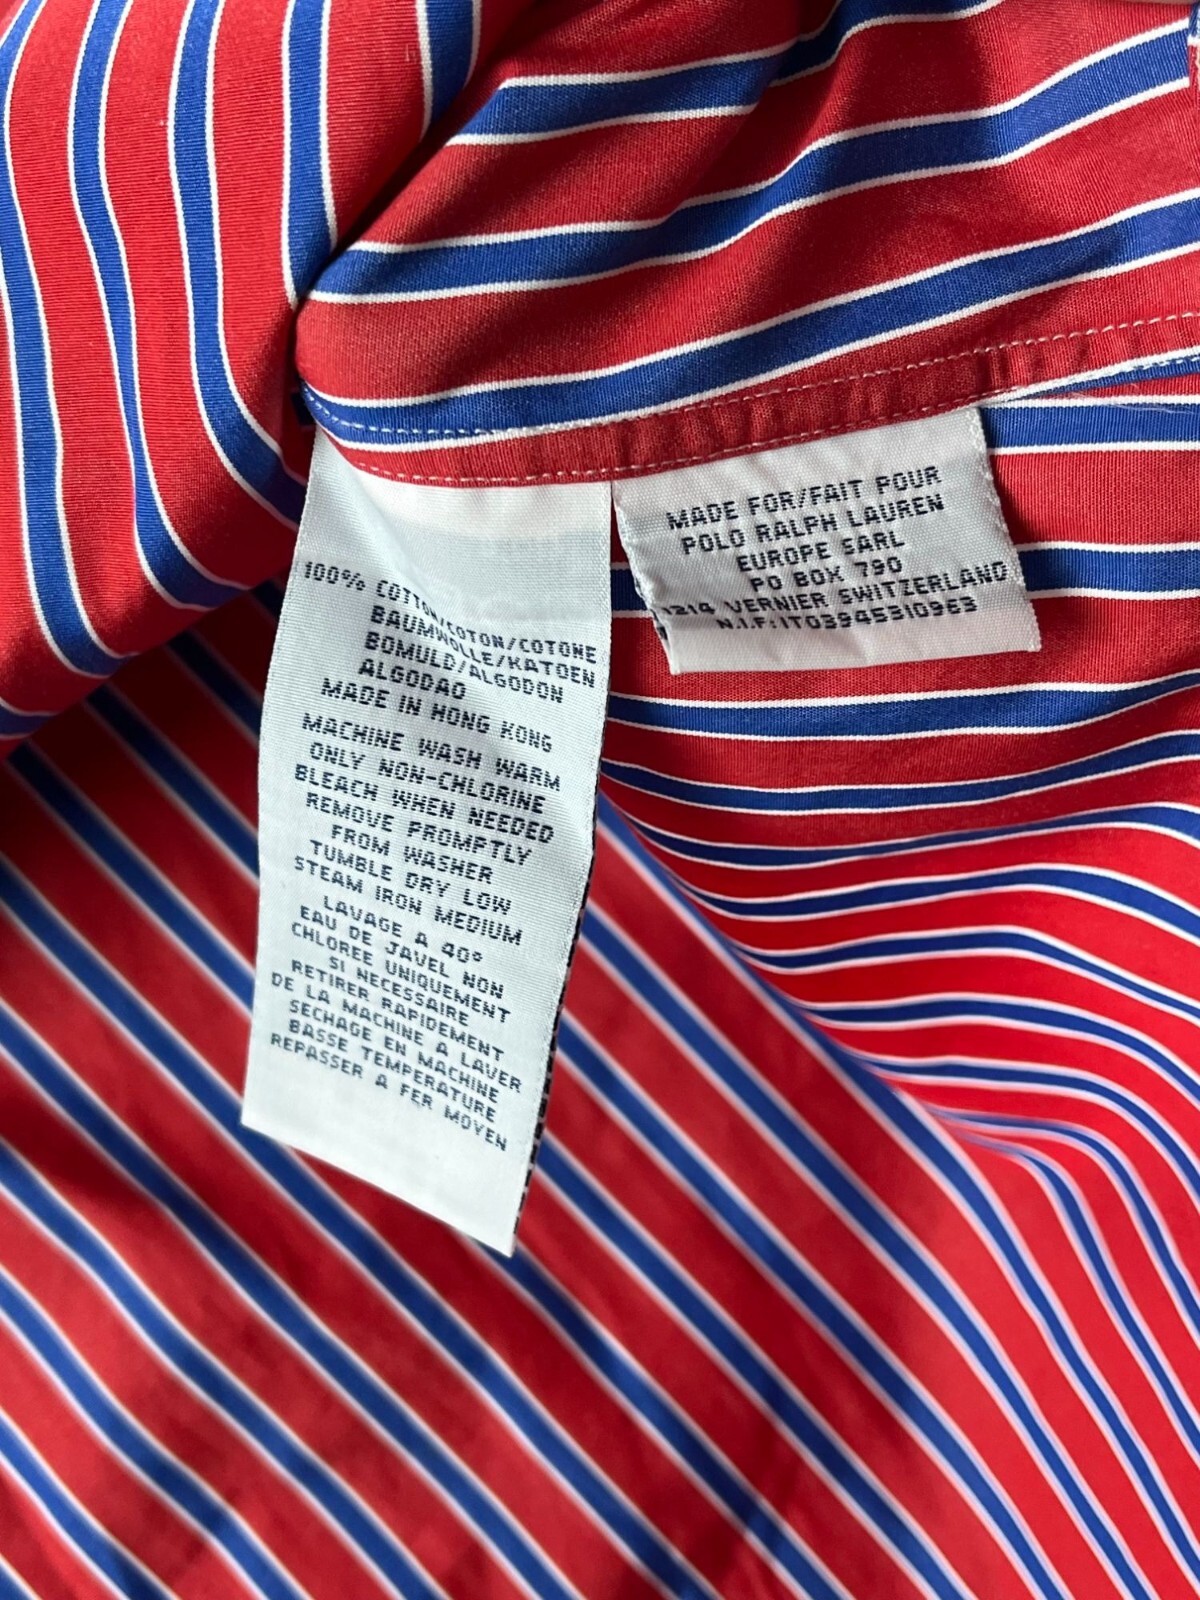 100% COTTON/COTON/COTONE
BAUMWOLLE/KATOEN
BOMULD/ALGODON
ALGODAO
MADE IN HONG KONG
MACHINE WASH WARM
ONLY NON-CHLORINE
BLEACH WHEN NEEDED
REMOVE PROMPTLY
FROM WASHER
TUMBLE DRY LOW
STEAM IRON MEDIUM
LAVAGE A 40°
EAU DE JAVEL NON
CHLOREE UNIQUEMENT
SI NECESSAIRE
RETIRER RAPIDEMENT
DE LA MACHINE A LAVER
SECHAGE EN MACHINE
BASSE TEMPERATURE
REPASSER A FER MOYEN
MADE FOR/FAIT POUR
POLO RALPH LAUREN
EUROPE SARL
PO BOX 790
1214 VERNIER SWITZERLAND
N.I.F:IT03945310963